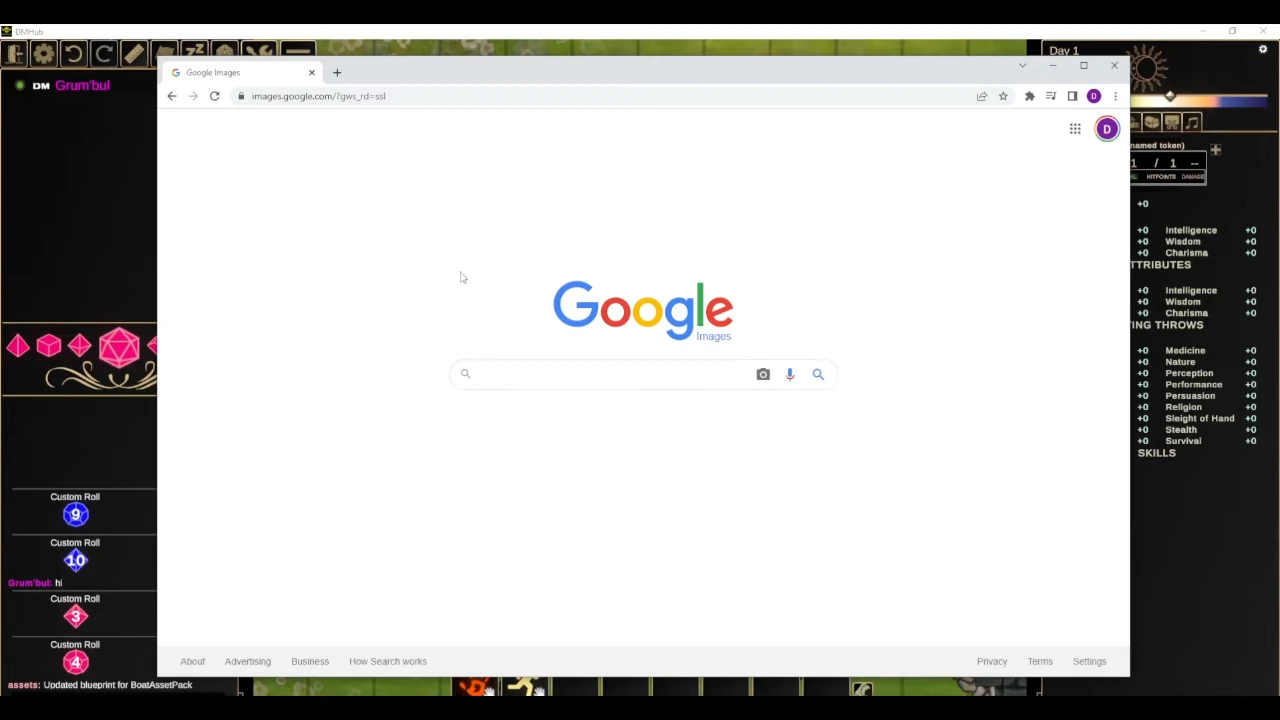 DMHub
Day 1
Google Images
images.google.com/?gws_rd=ssl
D
DM Grum'bul
D
named token)
1 / 1 --
HITPOINTS DAMAGE
+0
+0 Intelligence +0
+0 Wisdom +0
+0 Charisma +0
TTRIBUTES
+0 Intelligence +0
+0 Wisdom +0
+0 Charisma +0
ING THROWS
+0 Medicine +0
+0 Nature +0
+0 Perception +0
+0 Performance +0
+0 Persuasion +0
+0 Religion +0
+0 Sleight of Hand +0
+0 Stealth +0
+0 Survival +0
SKILLS
Google
Images
Custom Roll
9
Custom Roll
10
Grum'bul: hi
Custom Roll
3
Custom Roll
4
assets: Updated blueprint for BoatAssetPack
About Advertising Business How Search works Privacy Terms Settings